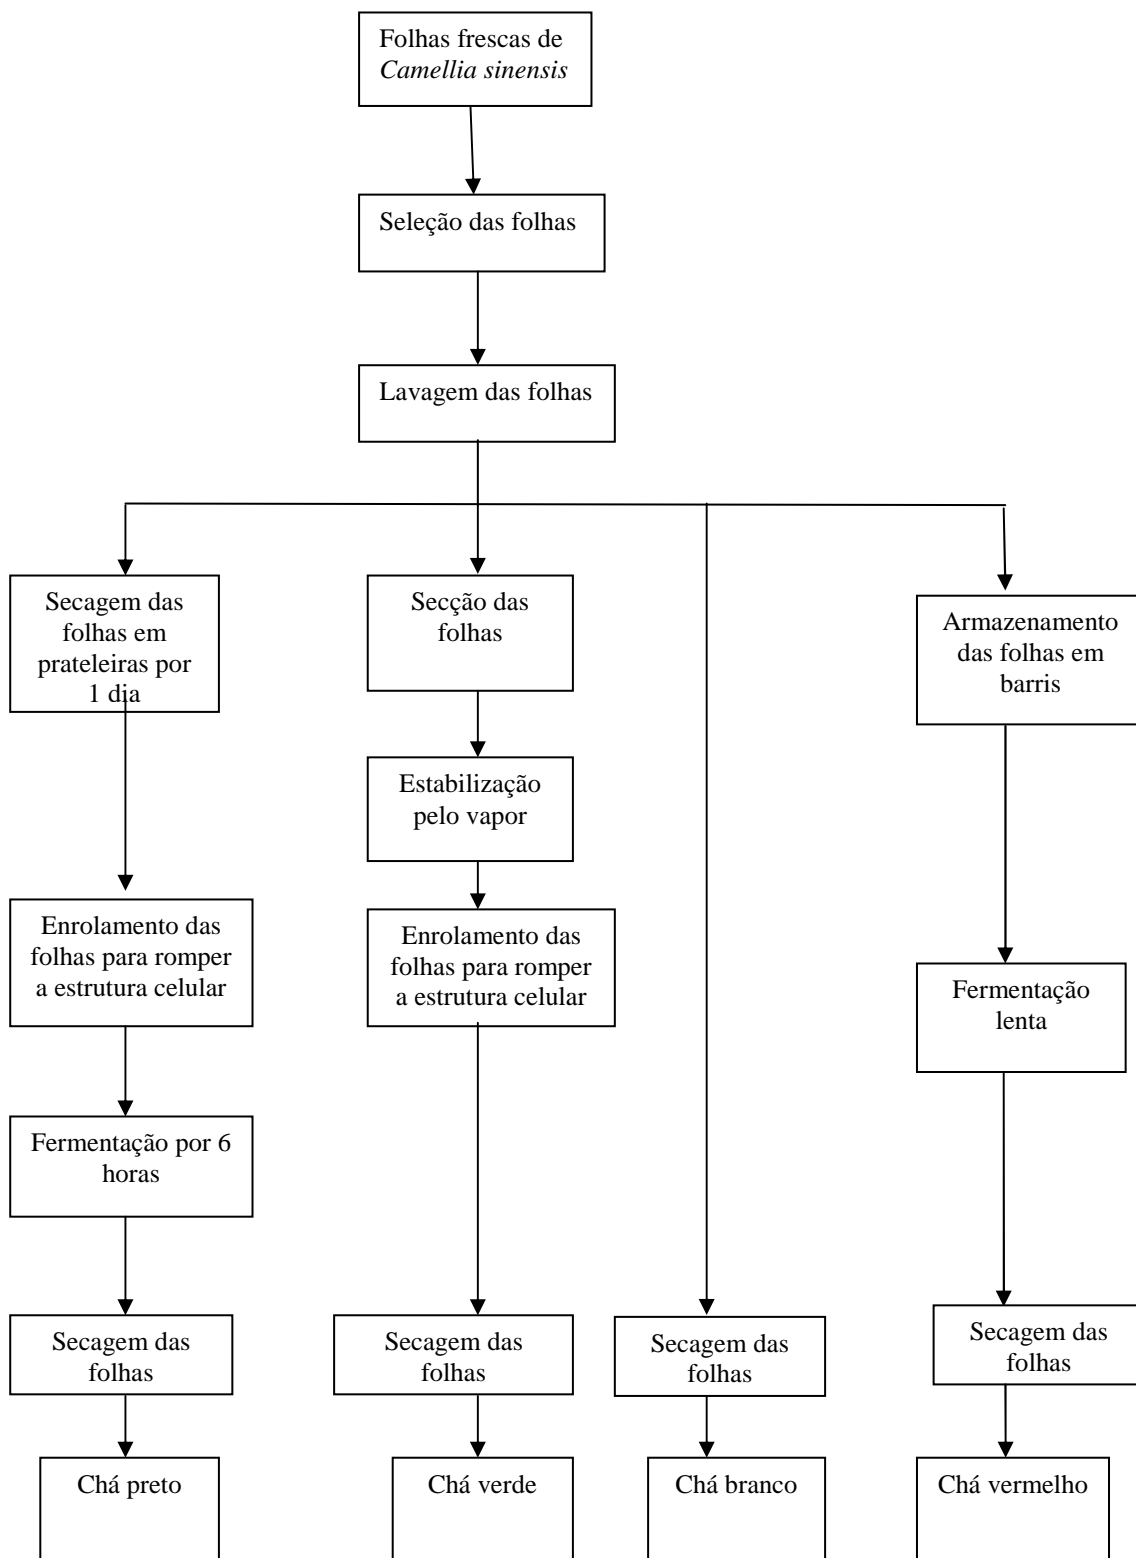 Folhas frescas de
Camellia sinensis
Seleção das folhas
Lavagem das folhas
Secagem das
folhas em
prateleiras por
1 dia
Secção das
folhas
Armazenamento
das folhas em
barris
Estabilização
pelo vapor
Enrolamento das
folhas para romper
a estrutura celular
Enrolamento das
folhas para romper
a estrutura celular
Fermentação
lenta
Fermentação por 6
horas
Secagem das
folhas
Secagem das
folhas
Secagem das
folhas
Secagem das
folhas
Chá preto
Chá verde
Chá branco
Chá vermelho